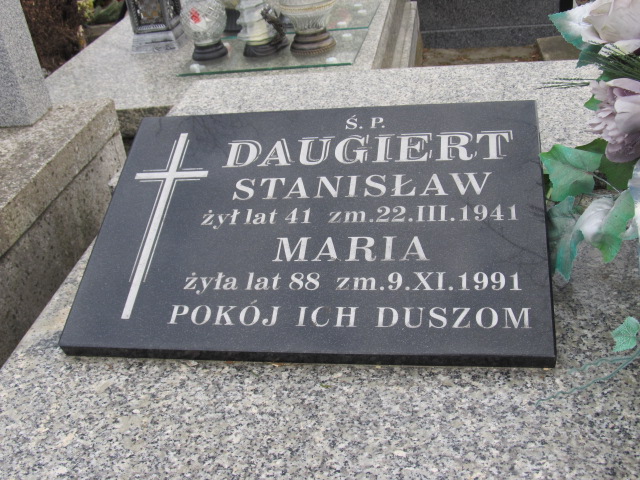 Ś. P.
DAUGIERT
STANISŁAW
żył lat 41 zm.22.III.1941
MARIA
żyła lat 88 zm.9.XI.1991
POKÓJ ICH DUSZOM